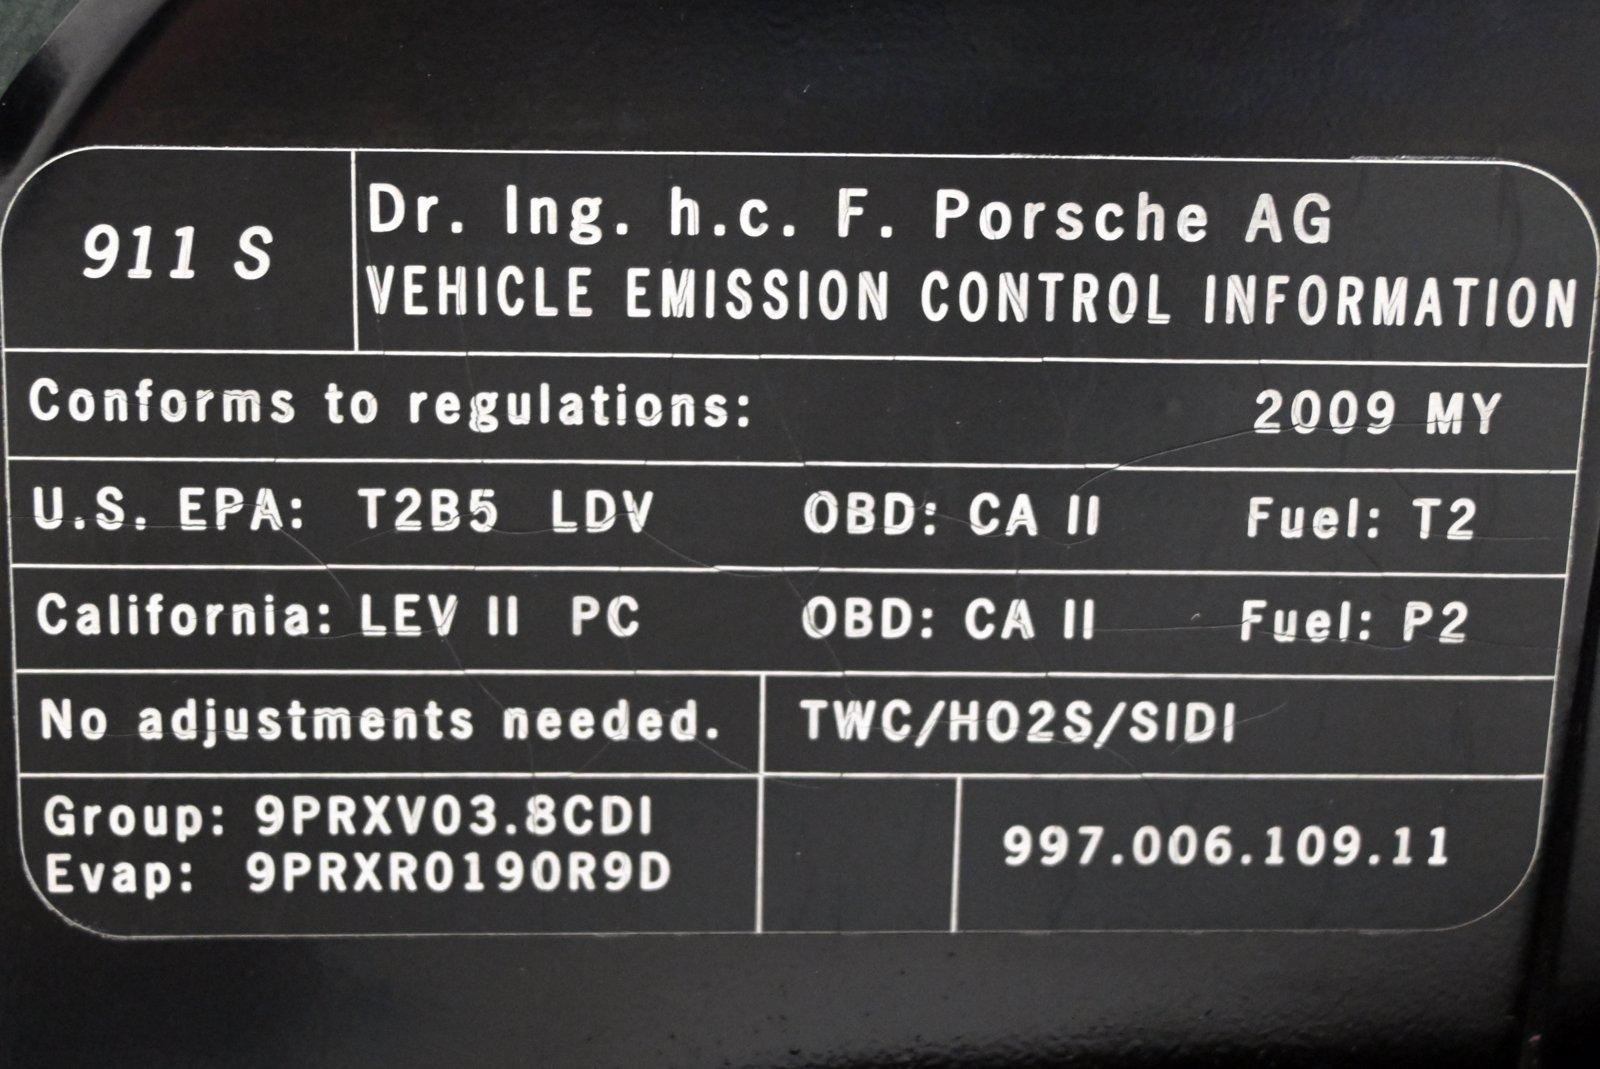 911 S
Dr. Ing. h.c. F. Porsche AG
VEHICLE EMISSION CONTROL INFORMATION
Conforms to regulations: 2009 MY
U.S. EPA: T2B5 LDV OBD: CA II Fuel: T2
California: LEV II PC OBD: CA II Fuel: P2
No adjustments needed. TWC/HO2S/SIDI
Group: 9PRXV03.8CDI
Evap: 9PRXR0190R9D
997.006.109.11